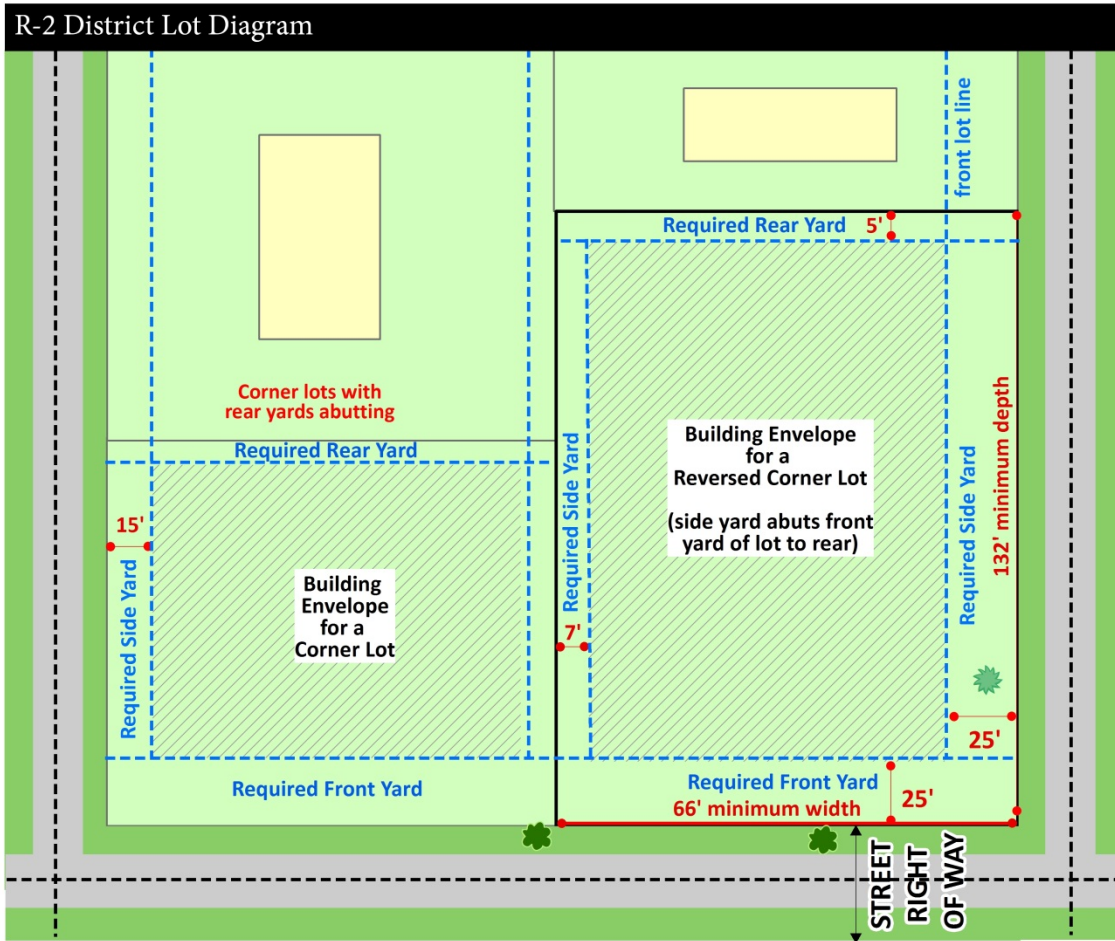 R-2 District Lot Diagram
front lot line
Required Rear Yard 5'
Corner lots with
rear yards abutting
Required Rear Yard
15'
Required Side Yard
Building
Envelope
for a
Corner Lot
Required Front Yard
Required Side Yard
7'
Building Envelope
for a
Reversed Corner Lot
(side yard abuts front
yard of lot to rear)
Required Side Yard
132' minimum depth
25'
Required Front Yard
25'
66' minimum width
STREET
RIGHT
OF WAY